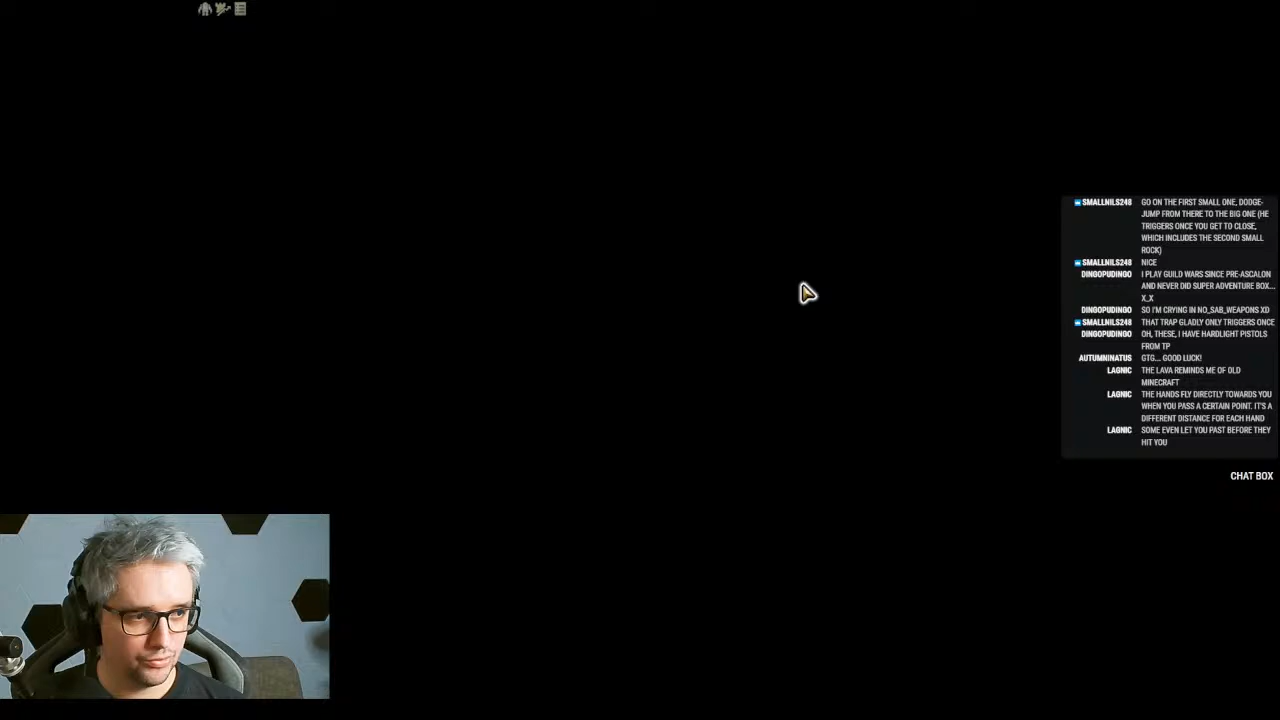 SMALLNILS248 GO ON THE FIRST SMALL ONE, DODGE-
JUMP FROM THERE TO THE BIG ONE (HE
TRIGGERS ONCE YOU GET TO CLOSE,
WHICH INCLUDES THE SECOND SMALL
ROCK)
SMALLNILS248 NICE
DINGOPUDINGO I PLAY GUILD WARS SINCE PRE-ASCALON
AND NEVER DID SUPER ADVENTURE BOX...
X_X
DINGOPUDINGO SO I'M CRYING IN NO_SAB_WEAPONS XD
SMALLNILS248 THAT TRAP GLADLY ONLY TRIGGERS ONCE
DINGOPUDINGO OH, THESE, I HAVE HARDLIGHT PISTOLS
FROM TP
AUTUMNINATUS GTG... GOOD LUCK!
LAGNIC THE LAVA REMINDS ME OF OLD
MINECRAFT
LAGNIC THE HANDS FLY DIRECTLY TOWARDS YOU
WHEN YOU PASS A CERTAIN POINT. IT'S A
DIFFERENT DISTANCE FOR EACH HAND
LAGNIC SOME EVEN LET YOU PAST BEFORE THEY
HIT YOU
CHAT BOX